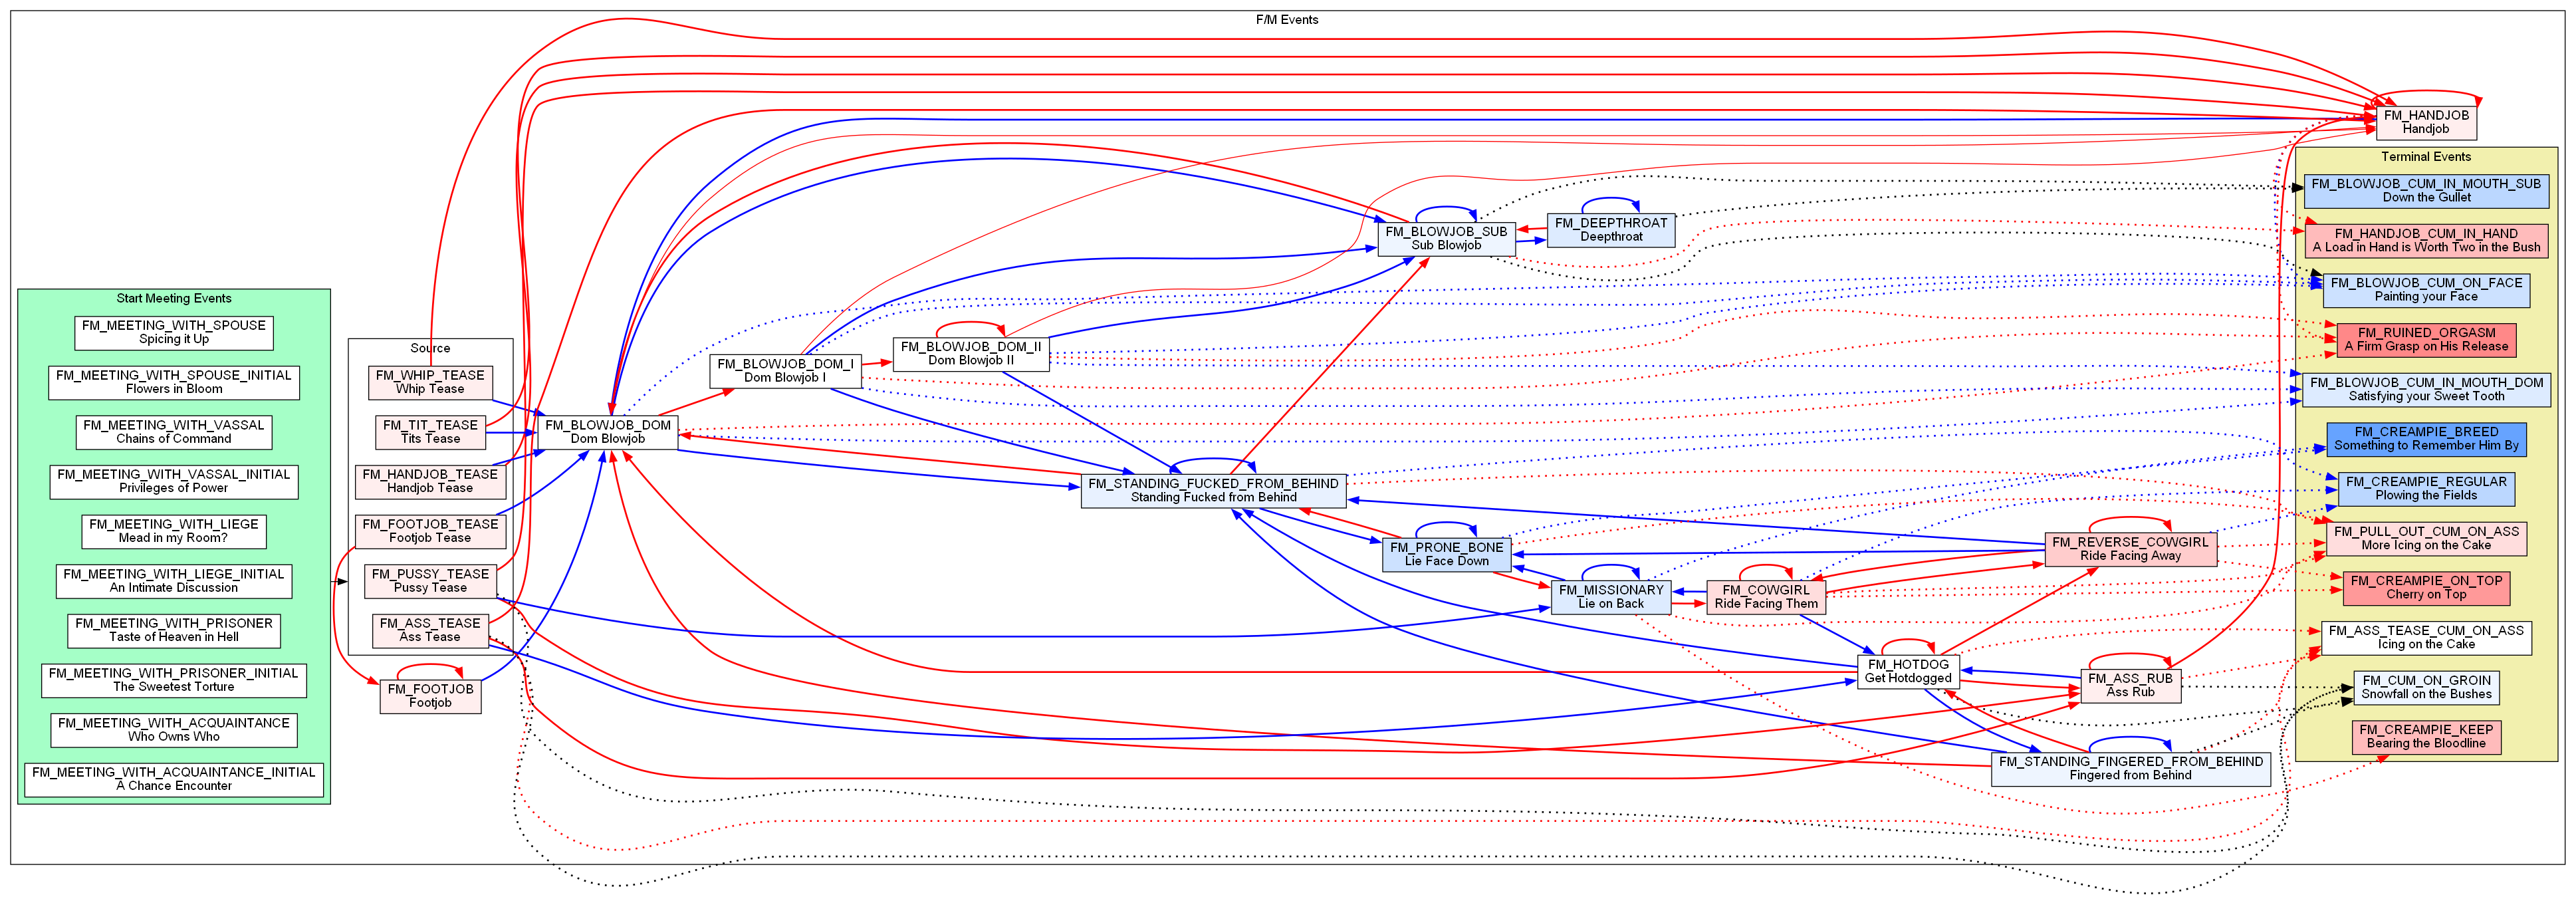 F/M Events
Start Meeting Events
FM_MEETING_WITH_SPOUSE
Spicing it Up
FM_MEETING_WITH_SPOUSE_INITIAL
Flowers in Bloom
FM_MEETING_WITH_VASSAL
Chains of Command
FM_MEETING_WITH_VASSAL_INITIAL
Privileges of Power
FM_MEETING_WITH_LIEGE
Mead in my Room?
FM_MEETING_WITH_LIEGE_INITIAL
An Intimate Discussion
FM_MEETING_WITH_PRISONER
Taste of Heaven in Hell
FM_MEETING_WITH_PRISONER_INITIAL
The Sweetest Torture
FM_MEETING_WITH_ACQUAINTANCE
Who Owns Who
FM_MEETING_WITH_ACQUAINTANCE_INITIAL
A Chance Encounter
Source
FM_WHIP_TEASE
Whip Tease
FM_TIT_TEASE
Tits Tease
FM_HANDJOB_TEASE
Handjob Tease
FM_FOOTJOB_TEASE
Footjob Tease
FM_PUSSY_TEASE
Pussy Tease
FM_ASS_TEASE
Ass Tease
FM_FOOTJOB
Footjob
FM_BLOWJOB_DOM
Dom Blowjob
FM_BLOWJOB_DOM_I
Dom Blowjob I
FM_BLOWJOB_DOM_II
Dom Blowjob II
FM_STANDING_FUCKED_FROM_BEHIND
Standing Fucked from Behind
FM_BLOWJOB_SUB
Sub Blowjob
FM_DEEPTHROAT
Deepthroat
FM_PRONE_BONE
Lie Face Down
FM_MISSIONARY
Lie on Back
FM_COWGIRL
Ride Facing Them
FM_HOTDOG
Get Hotdogged
FM_REVERSE_COWGIRL
Ride Facing Away
FM_ASS_RUB
Ass Rub
FM_STANDING_FINGERED_FROM_BEHIND
Fingered from Behind
FM_HANDJOB
Handjob
Terminal Events
FM_BLOWJOB_CUM_IN_MOUTH_SUB
Down the Gullet
FM_HANDJOB_CUM_IN_HAND
A Load in Hand is Worth Two in the Bush
FM_BLOWJOB_CUM_ON_FACE
Painting your Face
FM_RUINED_ORGASM
A Firm Grasp on His Release
FM_BLOWJOB_CUM_IN_MOUTH_DOM
Satisfying your Sweet Tooth
FM_CREAMPIE_BREED
Something to Remember Him By
FM_CREAMPIE_REGULAR
Plowing the Fields
FM_PULL_OUT_CUM_ON_ASS
More Icing on the Cake
FM_CREAMPIE_ON_TOP
Cherry on Top
FM_ASS_TEASE_CUM_ON_ASS
Icing on the Cake
FM_CUM_ON_GROIN
Snowfall on the Bushes
FM_CREAMPIE_KEEP
Bearing the Bloodline